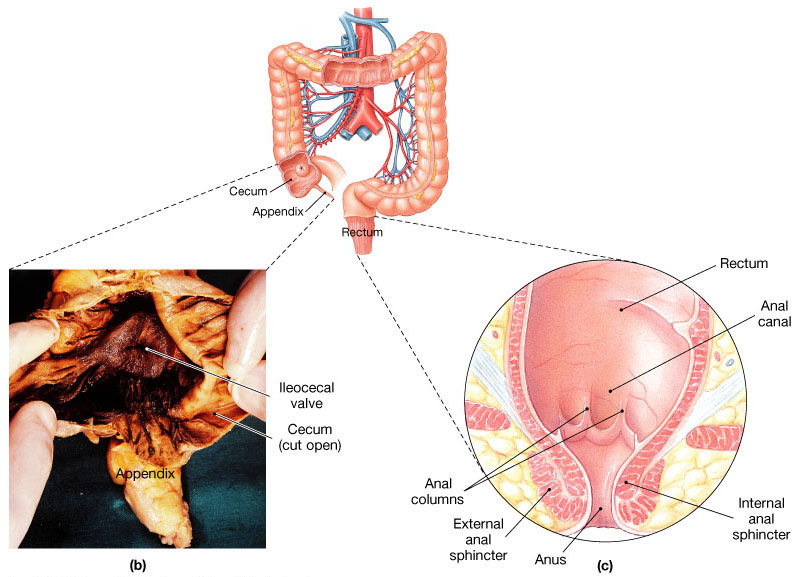 Cecum
Appendix
Rectum
Rectum
Anal
canal
Ileocecal
valve
Cecum
(cut open)
Appendix
Anal
columns
External
anal
sphincter
Anus
Internal
anal
sphincter
(b)
(c)